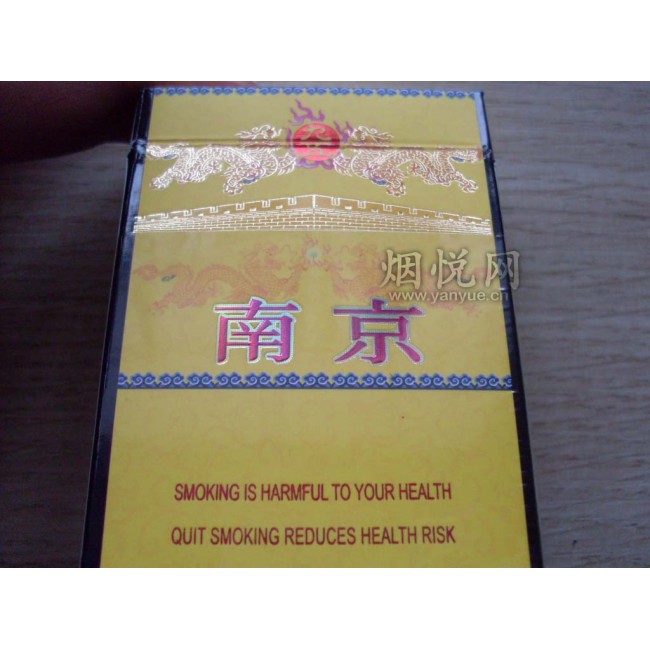 烟悦网
www.yanyue.cn
南京
SMOKING IS HARMFUL TO YOUR HEALTH
QUIT SMOKING REDUCES HEALTH RISK